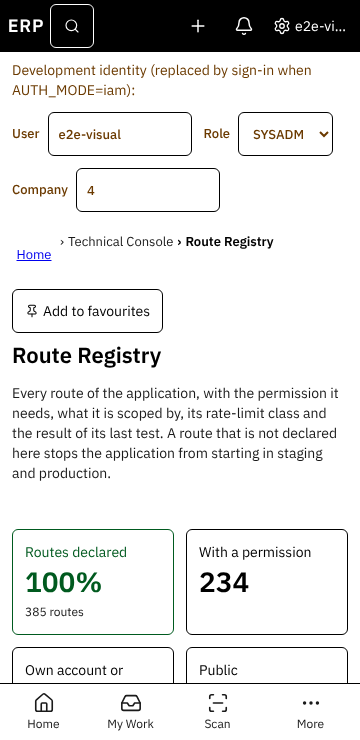 ERP
e2e-vi...
Development identity (replaced by sign-in when
AUTH_MODE=iam):
User e2e-visual Role SYSADM
Company 4
Home › Technical Console › Route Registry
Add to favourites
Route Registry
Every route of the application, with the permission it
needs, what it is scoped by, its rate-limit class and
the result of its last test. A route that is not declared
here stops the application from starting in staging
and production.
Routes declared
100%
385 routes
With a permission
234
Own account or
Public
Home My Work Scan More